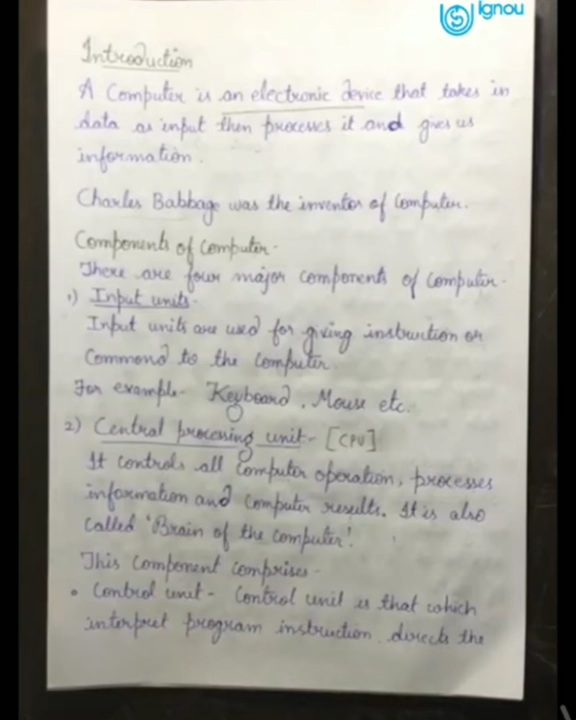 Ignou
Introduction
A Computer is an electronic device that takes in
data as input then processes it and gives us
information.
Charles Babbage was the inventor of computer.
Components of computer-
There are four major components of computer-
1) Input units-
Input units are used for giving instruction or
Commond to the computer.
For example- Keyboard, Mouse etc.
2) Central processing unit- [CPU]
It controls all computer operation, processes
information and computer results. It is also
called 'Brain of the computer'.
This component comprises-
• Control unit- Control unit is that which
interpret program instruction directs the